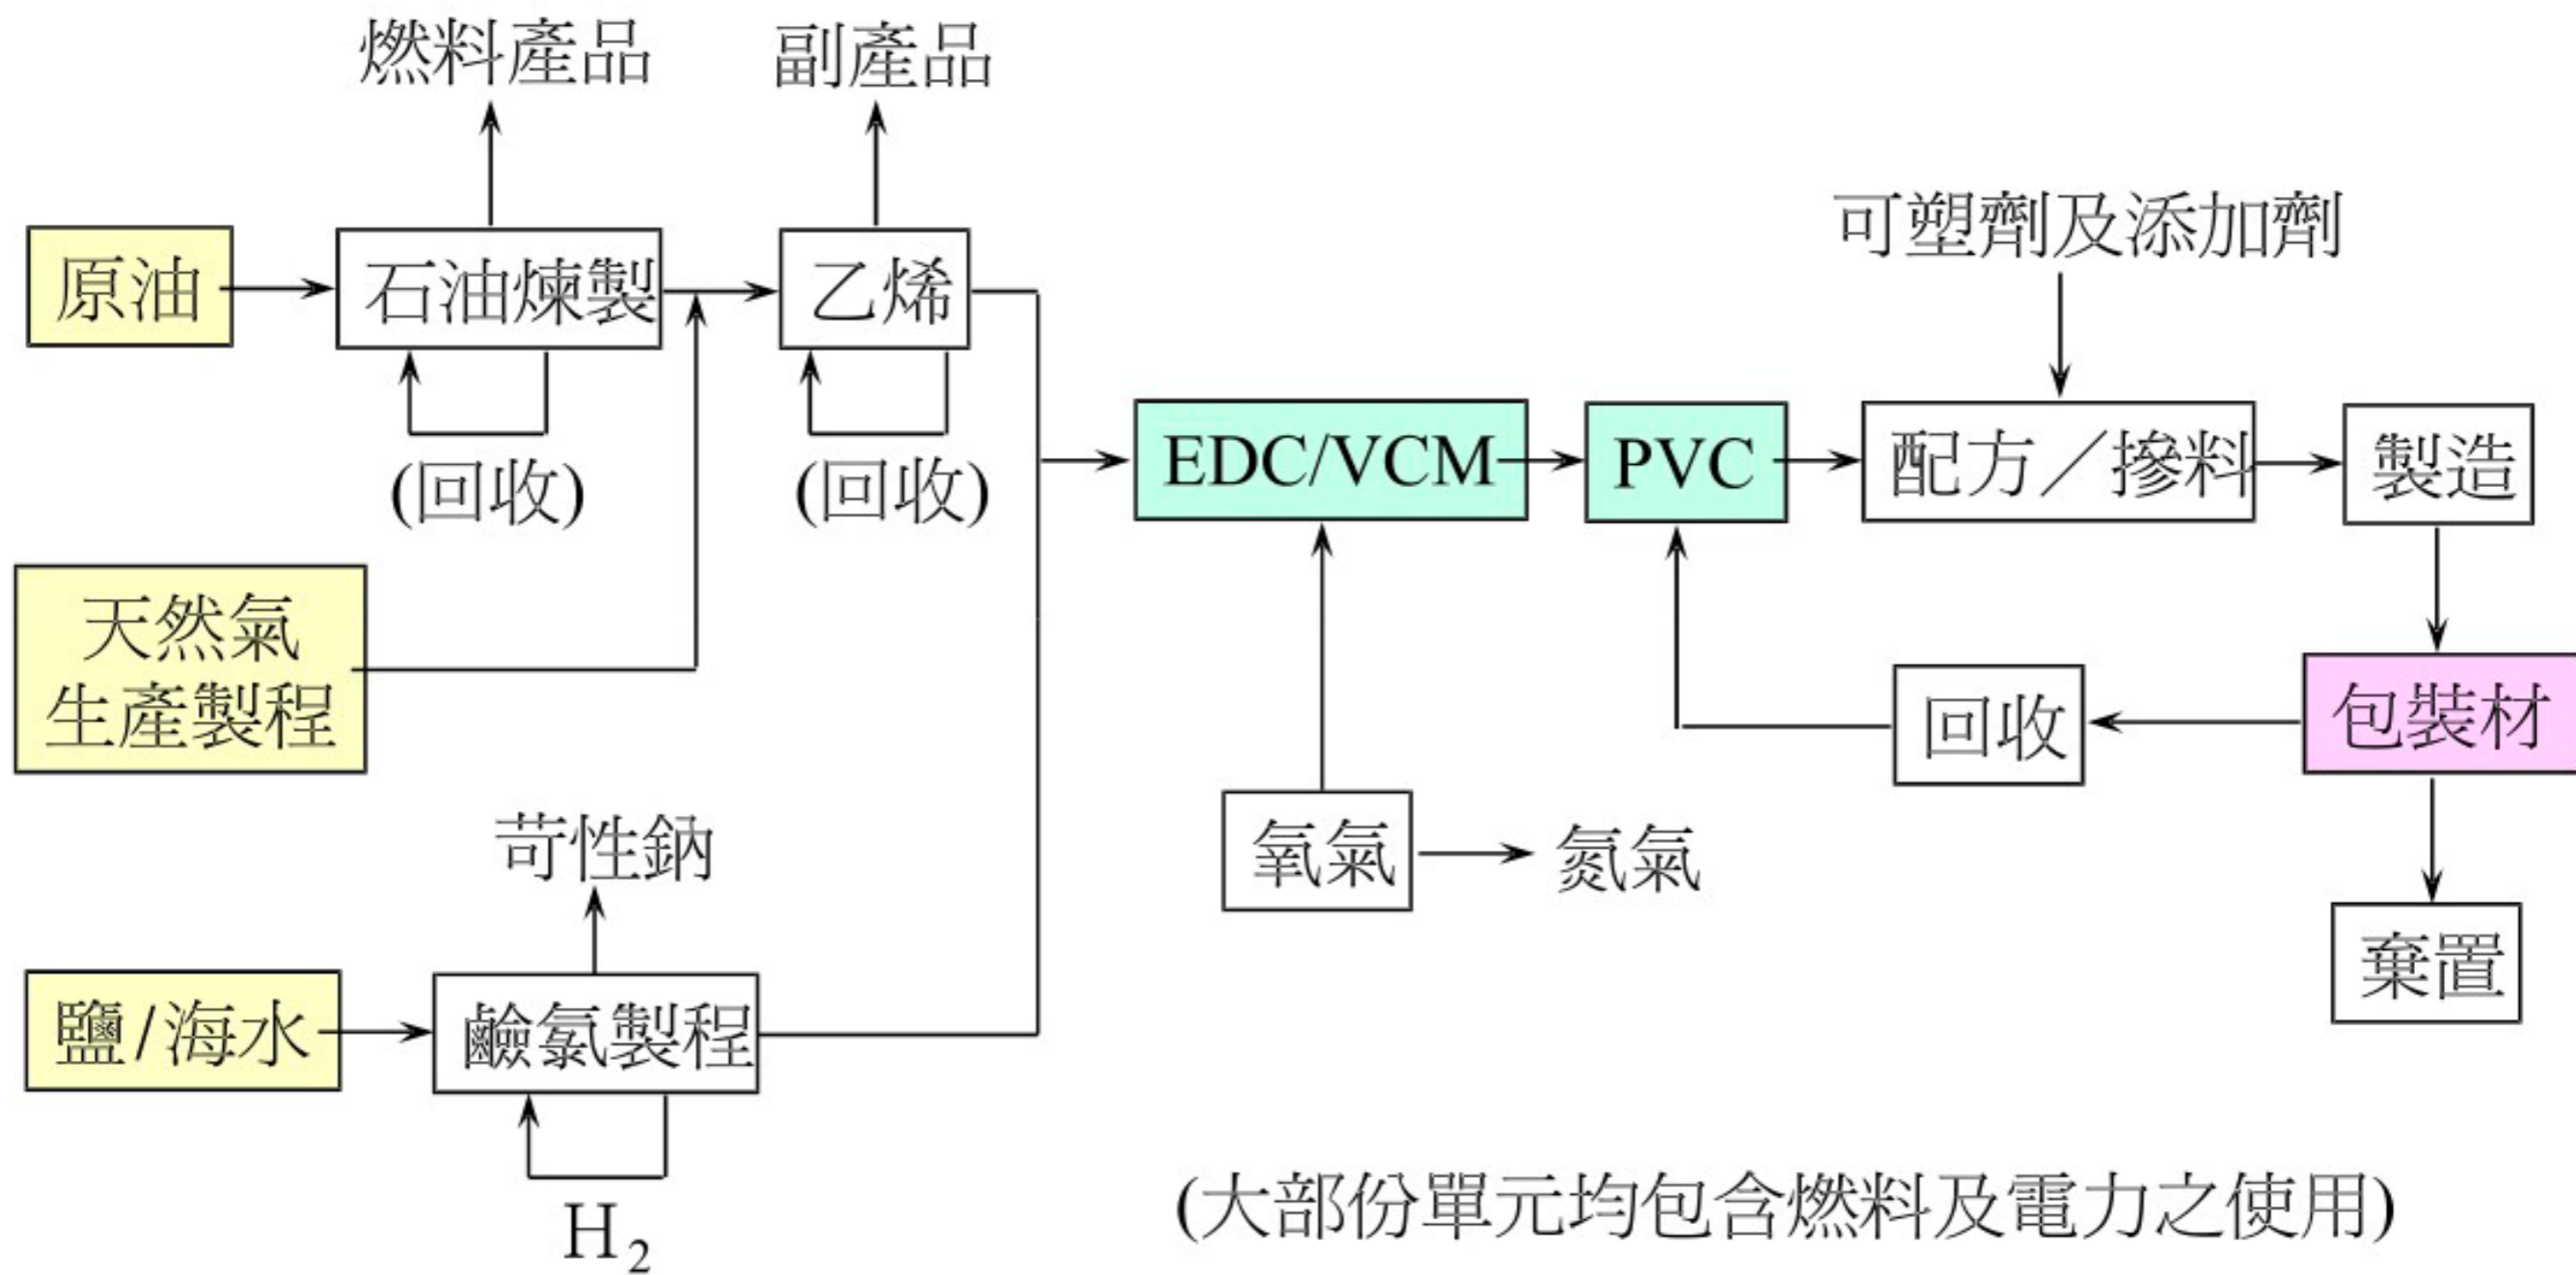 燃料產品
副產品
可塑劑及添加劑
原油
石油煉製
乙烯
(回收)
(回收)
EDC/VCM
PVC
配方／摻料
製造
天然氣
生產製程
回收
包裝材
苛性鈉
氧氣
氮氣
棄置
鹽/海水
鹼氯製程
H₂
(大部份單元均包含燃料及電力之使用)